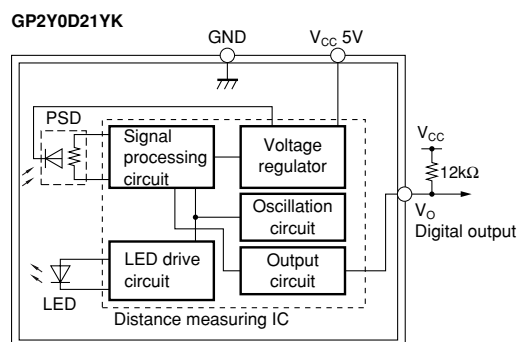 GP2Y0D21YK
GND
VCC 5V
PSD
Signal
processing
circuit
Voltage
regulator
VCC
12kΩ
Oscillation
circuit
VO
Digital output
LED drive
circuit
Output
circuit
LED
Distance measuring IC